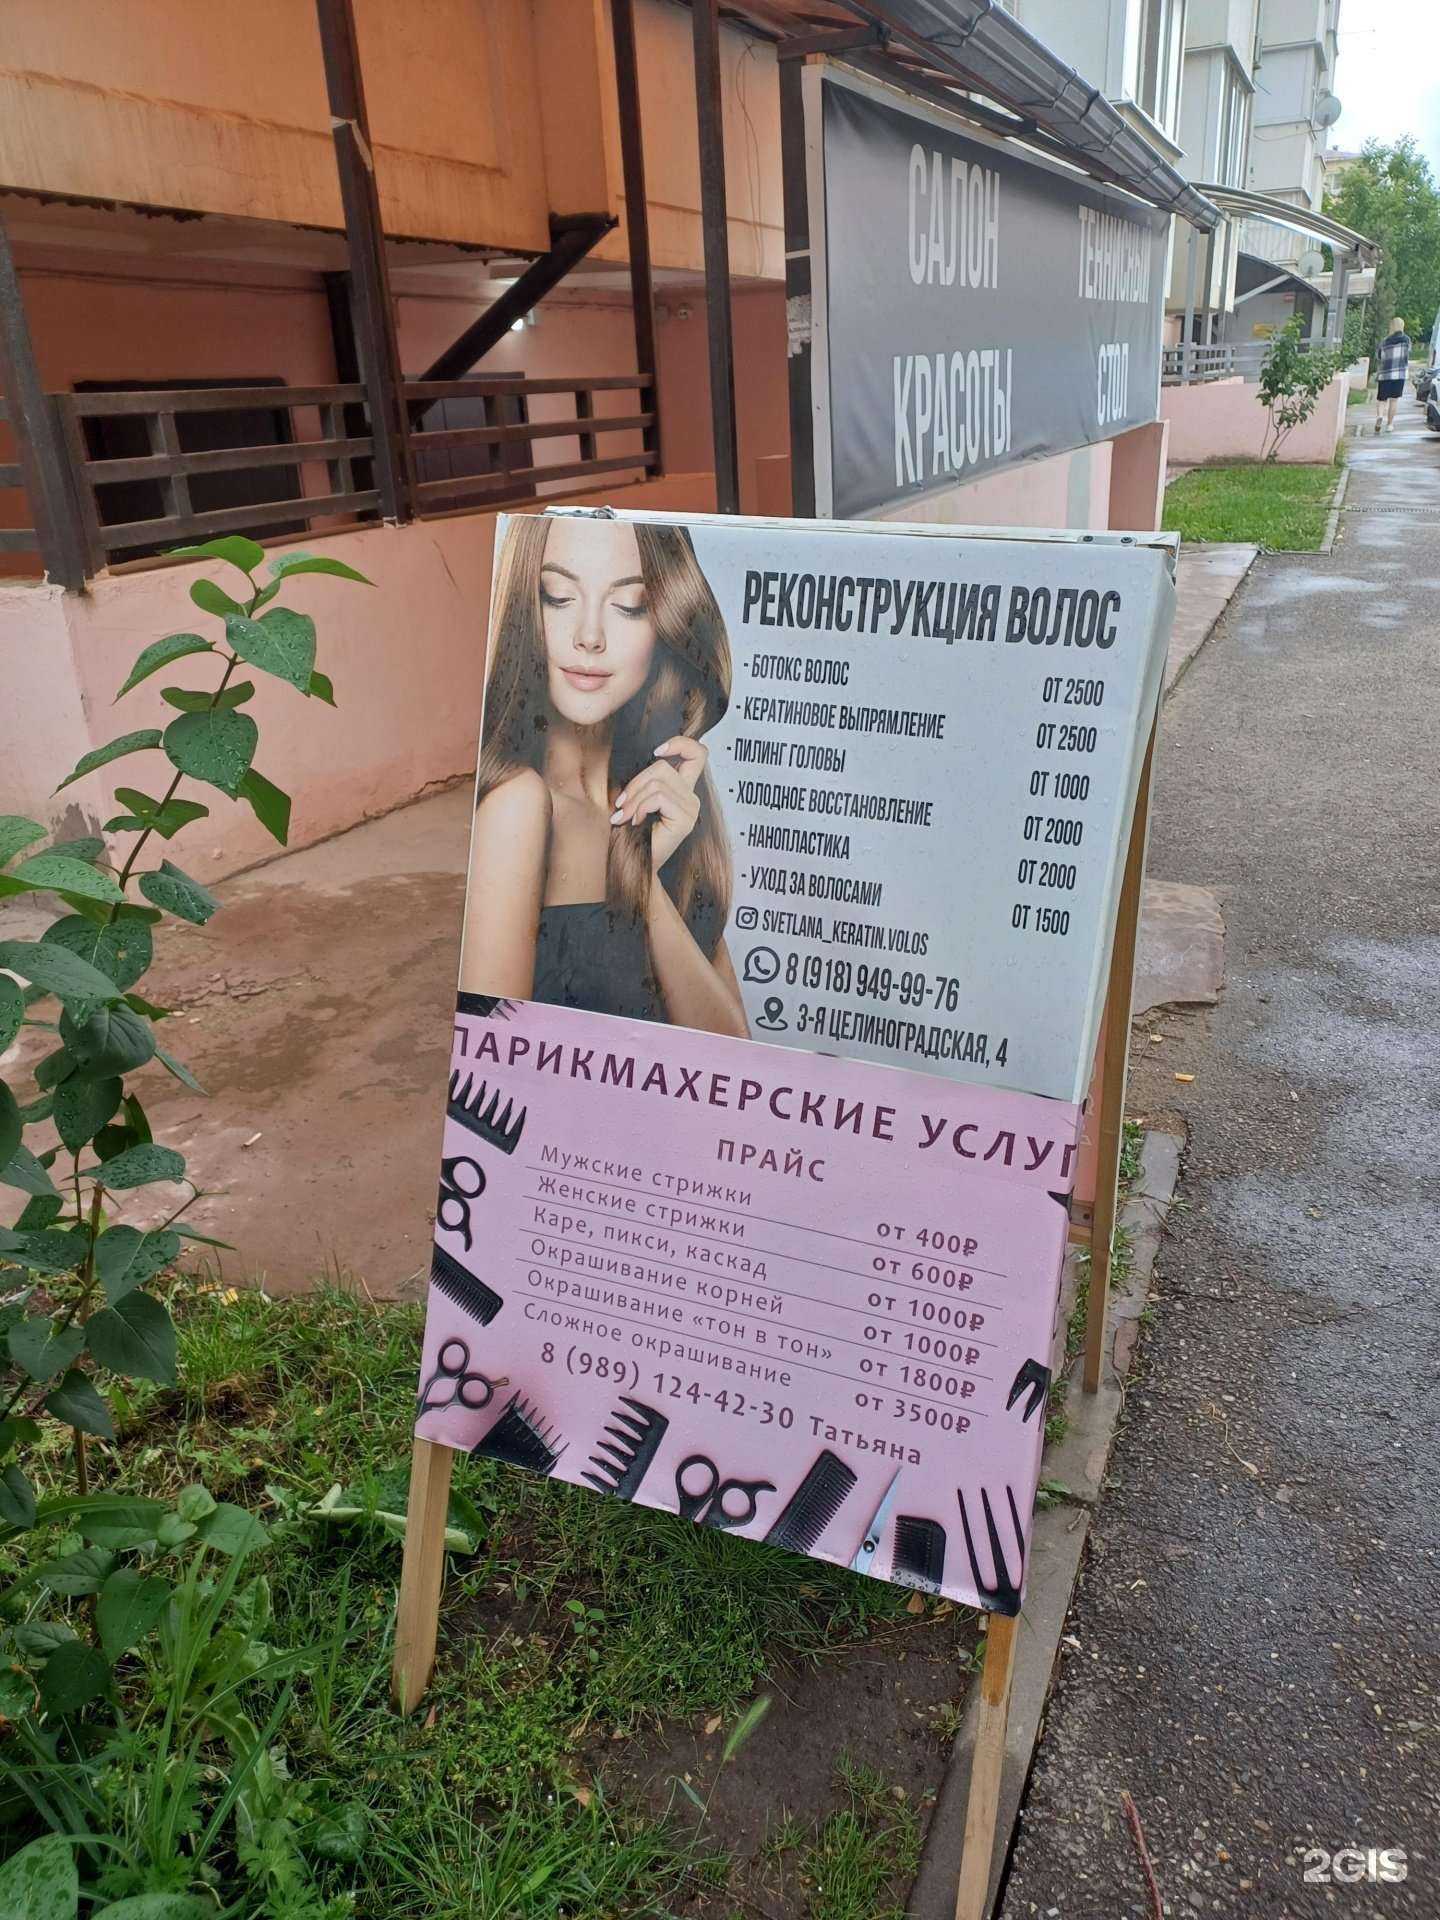 САЛОН
КРАСОТЫ
ТЕННИСНЫЙ
СТОЛ
РЕКОНСТРУКЦИЯ ВОЛОС
- БОТОКС ВОЛОС ОТ 2500
- КЕРАТИНОВОЕ ВЫПРЯМЛЕНИЕ ОТ 2500
- ПИЛИНГ ГОЛОВЫ ОТ 1000
- ХОЛОДНОЕ ВОССТАНОВЛЕНИЕ ОТ 2000
- НАНОПЛАСТИКА ОТ 2000
- УХОД ЗА ВОЛОСАМИ ОТ 1500
SVETLANA_KERATIN.VOLOS
8 (918) 949-99-76
3-Я ЦЕЛИНОГРАДСКАЯ, 4
ПАРИКМАХЕРСКИЕ УСЛУГ
ПРАЙС
Мужские стрижки от 400₽
Женские стрижки от 600₽
Каре, пикси, каскад от 1000₽
Окрашивание корней от 1000₽
Окрашивание «тон в тон» от 1800₽
Сложное окрашивание от 3500₽
8 (989) 124-42-30 Татьяна
2GIS